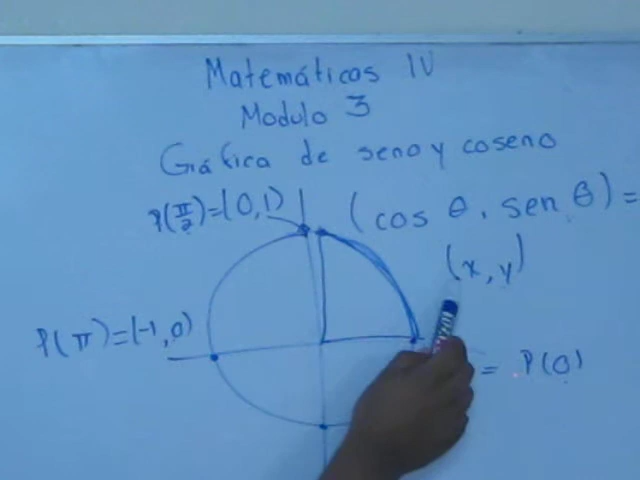 Matemáticas IV
Modulo 3
Gráfica de seno y coseno
P(π/2)=(0,1) (cos θ, sen θ)=
(x, y)
P(π)=(-1, 0)
= P(0)